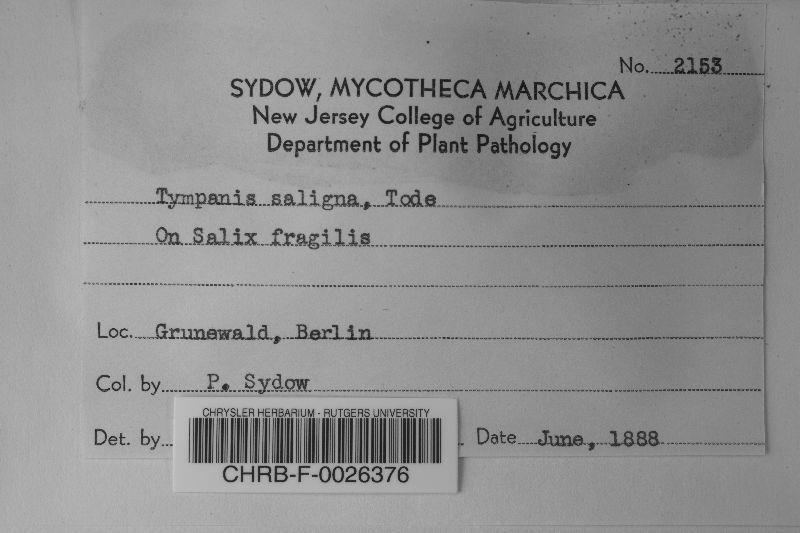 No. 2153
SYDOW, MYCOTHECA MARCHICA
New Jersey College of Agriculture
Department of Plant Pathology
Tympanis saligna, Tode
On Salix fragilis
Loc. Grunewald, Berlin
Col. by P. Sydow
Det. by Date June, 1888
CHRYSLER HERBARIUM - RUTGERS UNIVERSITY
CHRB-F-0026376